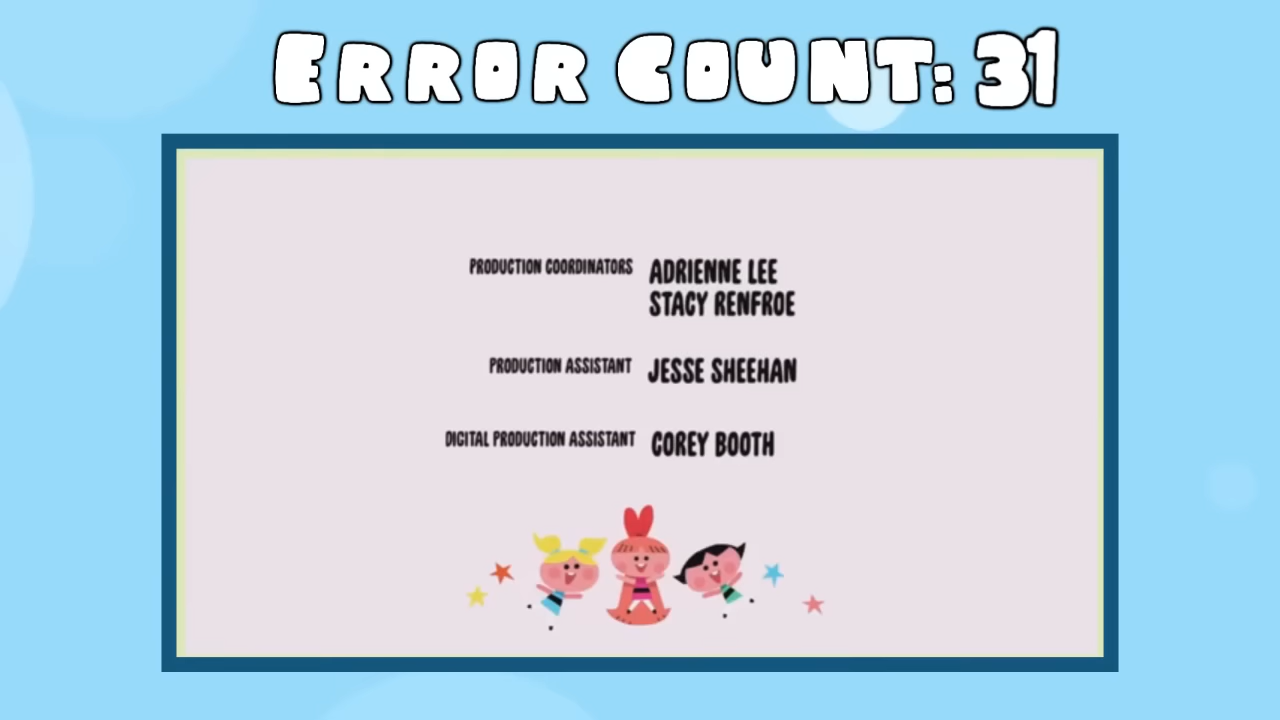 ERROR COUNT: 31
PRODUCTION COORDINATORS ADRIENNE LEE
STACY RENFROE
PRODUCTION ASSISTANT JESSE SHEEHAN
DIGITAL PRODUCTION ASSISTANT COREY BOOTH